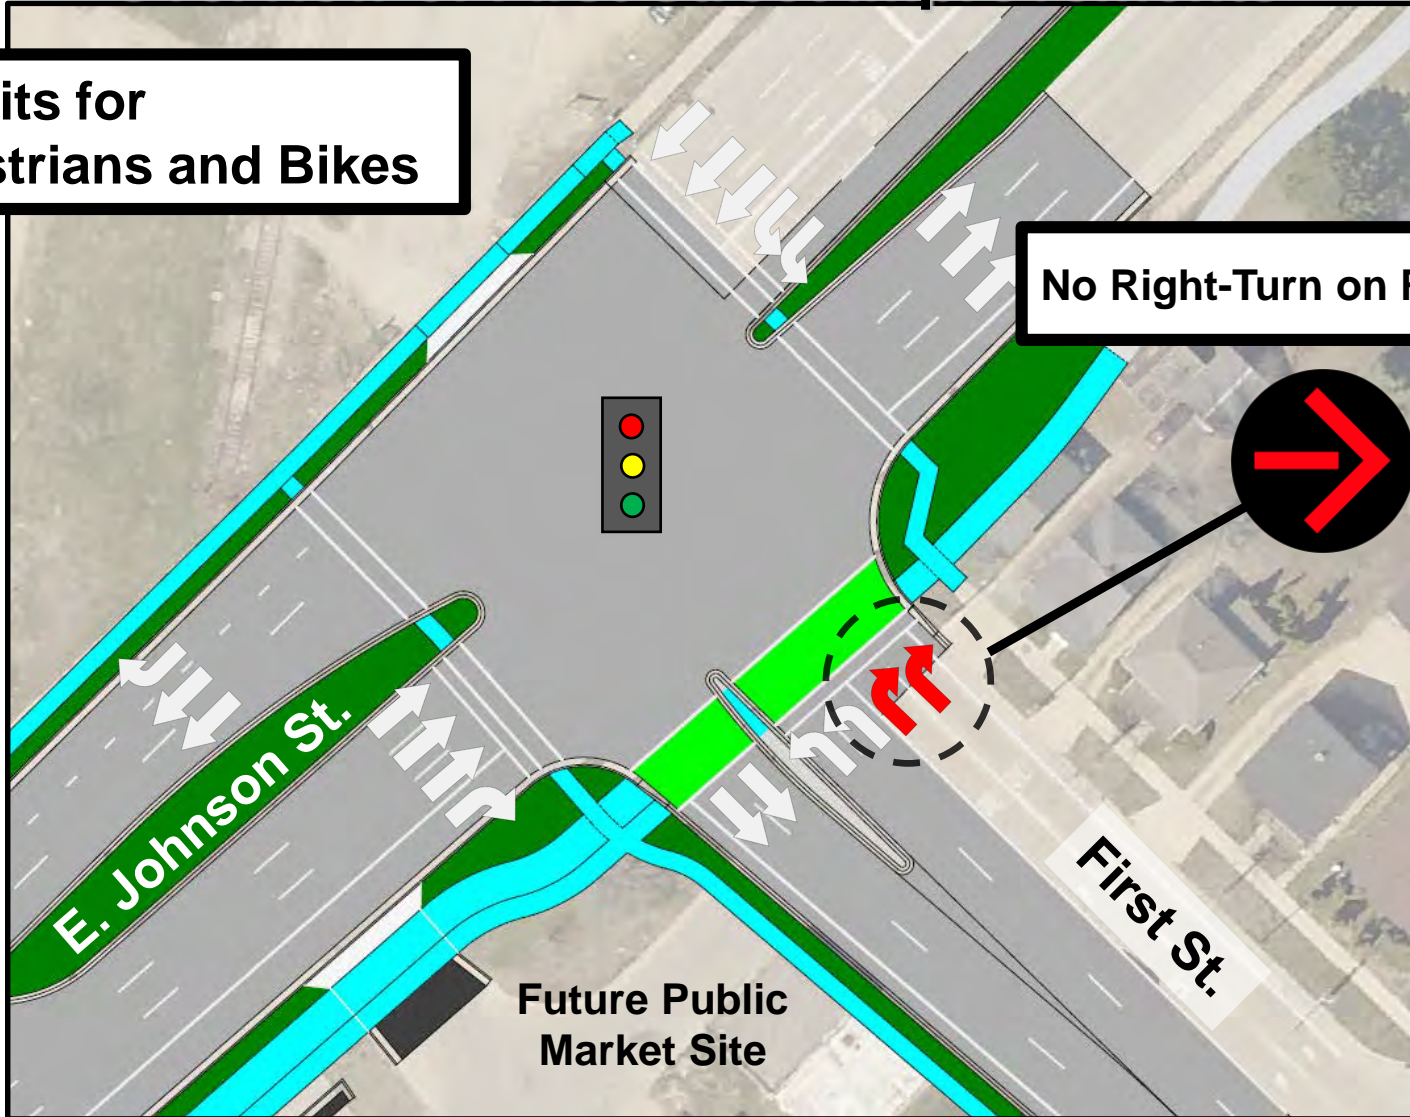 its for
strians and Bikes
No Right-Turn on
E. Johnson St.
First St.
Future Public
Market Site